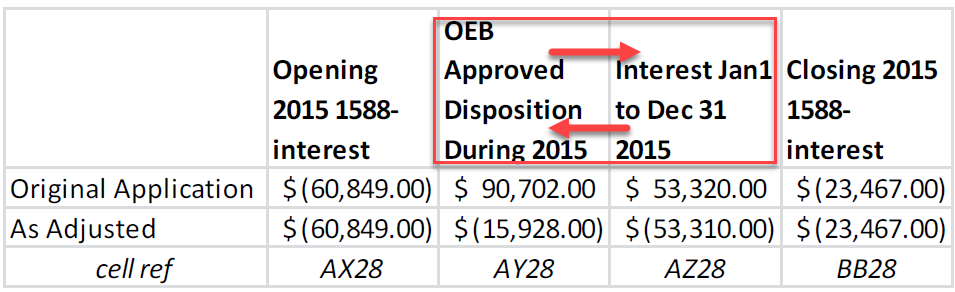 Opening 2015 1588-interest	OEB Approved Disposition During 2015	Interest Jan1 to Dec 31 2015	Closing 2015 1588-interest
Original Application	$(60,849.00)	$ 90,702.00	$ 53,320.00	$(23,467.00)
As Adjusted	$(60,849.00)	$(15,928.00)	$(53,310.00)	$(23,467.00)
cell ref	AX28	AY28	AZ28	BB28